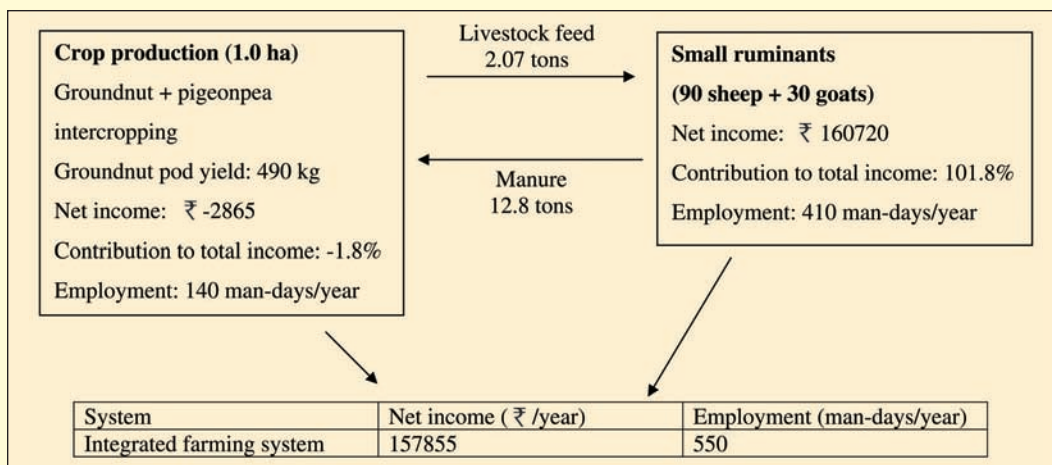 Crop production (1.0 ha)
Groundnut + pigeonpea
intercropping
Groundnut pod yield: 490 kg
Net income: ₹ -2865
Contribution to total income: -1.8%
Employment: 140 man-days/year
Livestock feed
2.07 tons
Manure
12.8 tons
Small ruminants
(90 sheep + 30 goats)
Net income: ₹ 160720
Contribution to total income: 101.8%
Employment: 410 man-days/year
System Net income ( ₹ /year) Employment (man-days/year)
Integrated farming system 157855 550